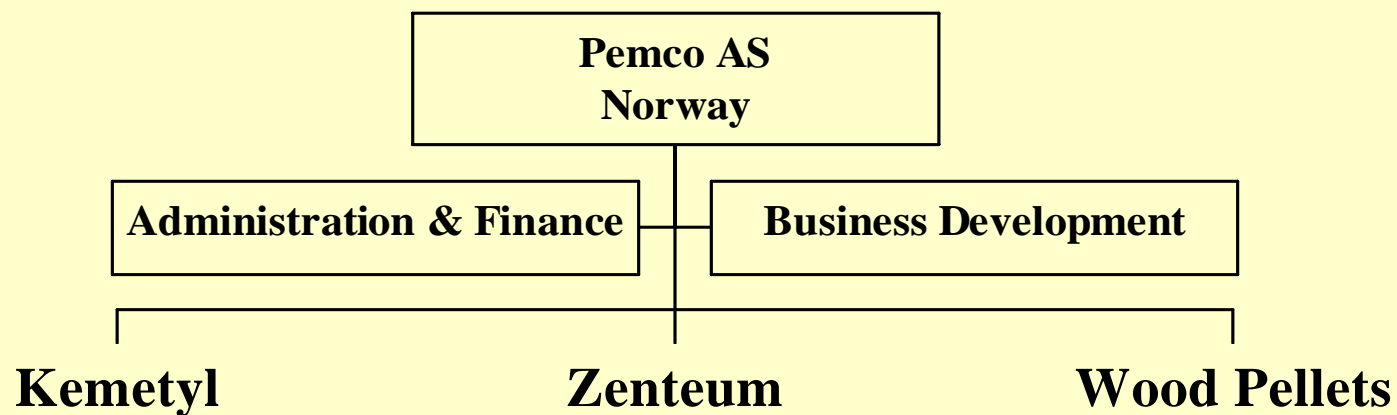 Pemco AS
Norway
Administration & Finance
Business Development
Kemetyl
Zenteum
Wood Pellets